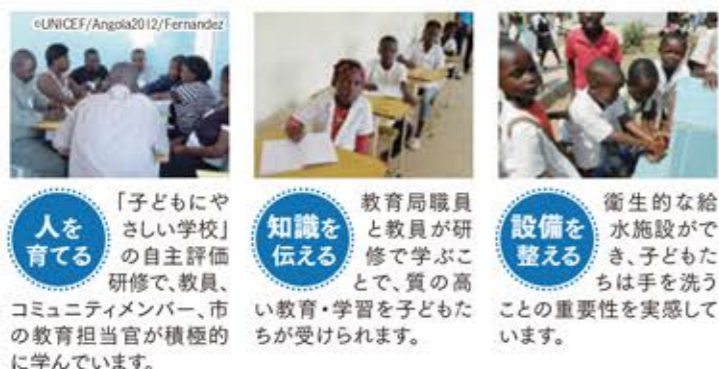 ©UNICEF/Angola2012/Fernandez
人を
育てる
「子どもにや
さしい学校」
の自主評価
研修で、教員、
コミュニティメンバー、市
の教育担当官が積極的
に学んでいます。
知識を
伝える
教育局職員
と教員が研
修で学ぶこ
とで、質の高
い教育・学習を子どもた
ちが受けられます。
設備を
整える
衛生的な給
水施設がで
き、子どもた
ちは手を洗う
ことの重要性を実感して
います。